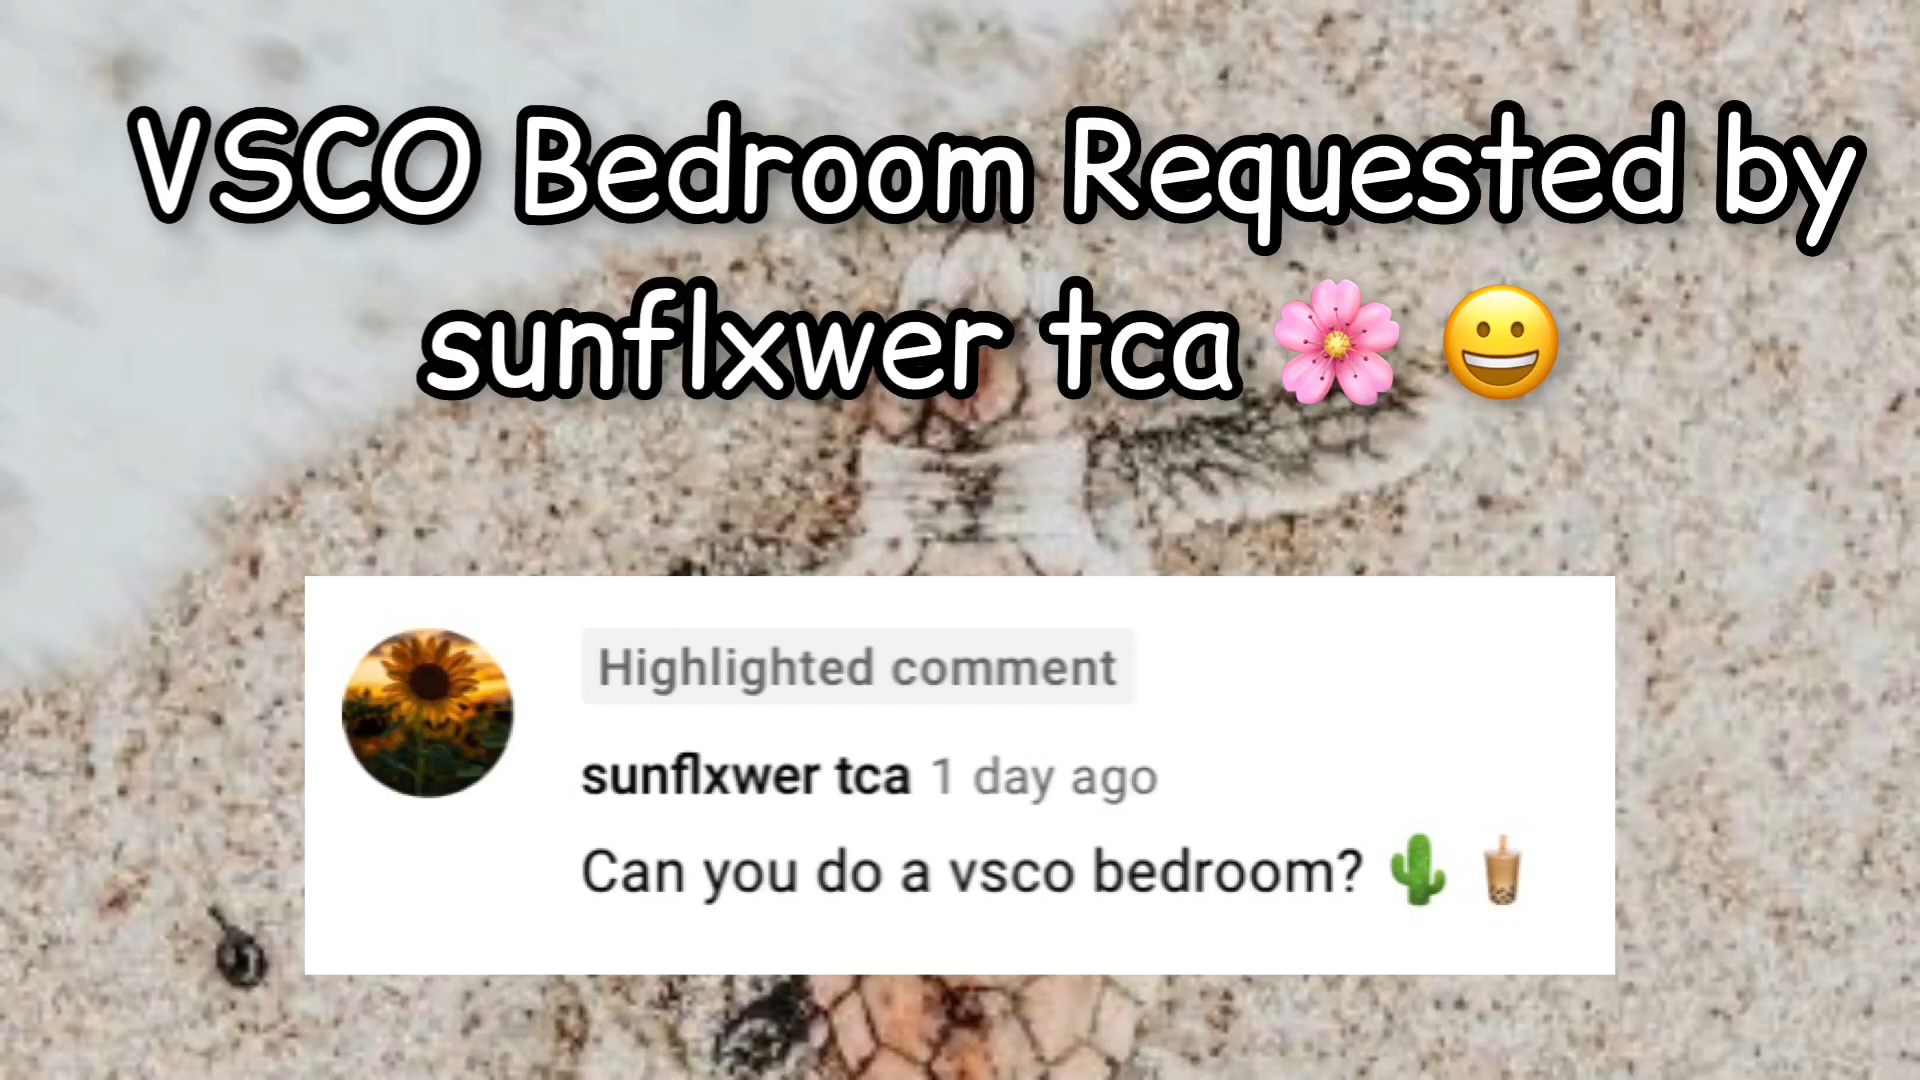 VSCO Bedroom Requested by
sunflxwer tca 🌸 😀
Highlighted comment
sunflxwer tca 1 day ago
Can you do a vsco bedroom? 🌵 🧋